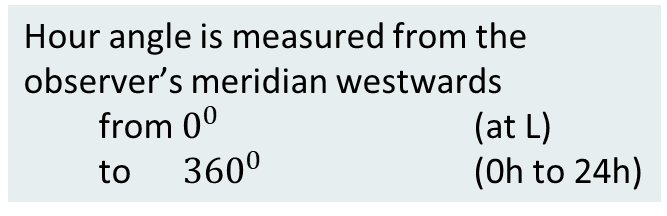 Hour angle is measured from the
observer’s meridian westwards
from 0⁰ (at L)
to 360⁰ (0h to 24h)